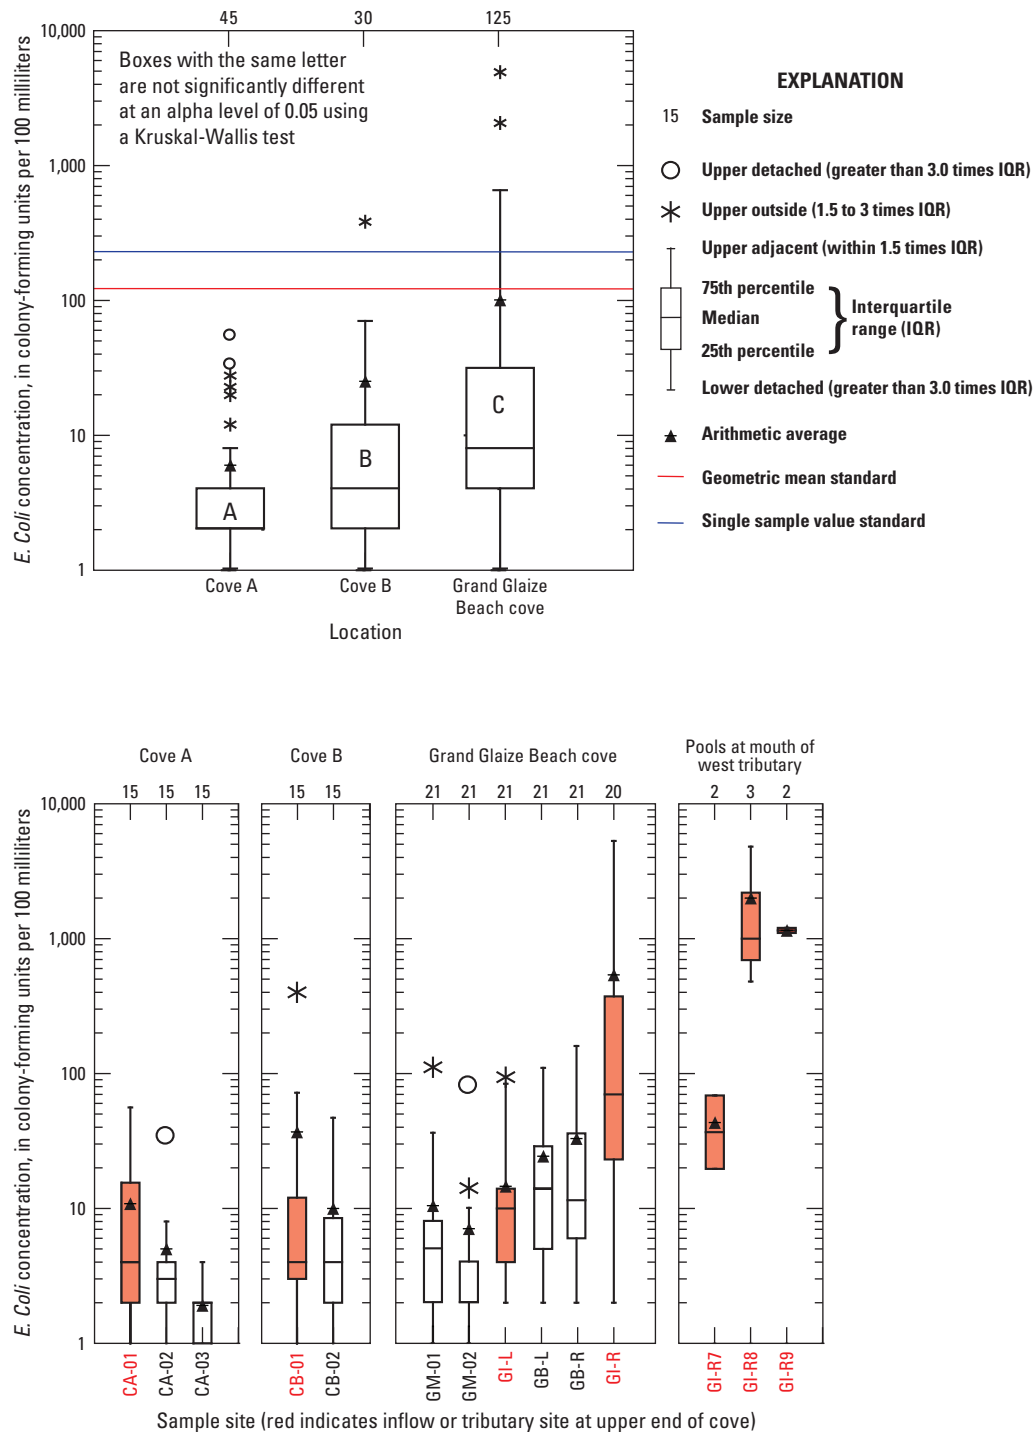 45 30 125
10,000
1,000
100
10
1
E. Coli concentration, in colony-forming units per 100 milliliters
Boxes with the same letter
are not significantly different
at an alpha level of 0.05 using
a Kruskal-Wallis test
A
B
C
Cove A
Cove B
Grand Glaize
Beach cove
Location
EXPLANATION
15 Sample size
Upper detached (greater than 3.0 times IQR)
Upper outside (1.5 to 3 times IQR)
Upper adjacent (within 1.5 times IQR)
75th percentile
Median
25th percentile
} Interquartile
range (IQR)
Lower detached (greater than 3.0 times IQR)
Arithmetic average
Geometric mean standard
Single sample value standard
Cove A
Cove B
Grand Glaize Beach cove
Pools at mouth of
west tributary
15 15 15
15 15
21 21 21 21 21 20
2 3 2
10,000
1,000
100
10
1
E. Coli concentration, in colony-forming units per 100 milliliters
CA-01
CA-02
CA-03
CB-01
CB-02
GM-01
GM-02
GI-L
GB-L
GB-R
GI-R
GI-R7
GI-R8
GI-R9
Sample site (red indicates inflow or tributary site at upper end of cove)